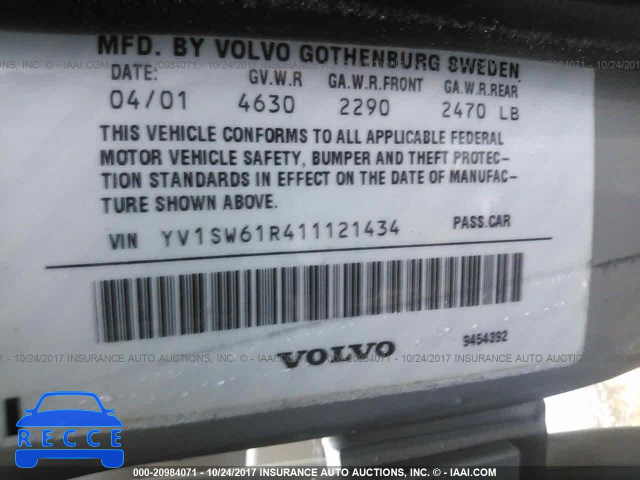 MFD. BY VOLVO GOTHENBURG SWEDEN
DATE: GV.W.R GA.W.R.FRONT GA.W.R.REAR
04/01 4630 2290 2470 LB
THIS VEHICLE CONFORMS TO ALL APPLICABLE FEDERAL
MOTOR VEHICLE SAFETY, BUMPER AND THEFT PROTEC-
TION STANDARDS IN EFFECT ON THE DATE OF MANUFAC-
TURE SHOWN ABOVE.
VIN YV1SW61R411121434 PASS.CAR
VOLVO 9454392
RECCE
000-20984071 - 10/24/2017 INSURANCE AUTO AUCTIONS, INC. - © - IAAI.COM